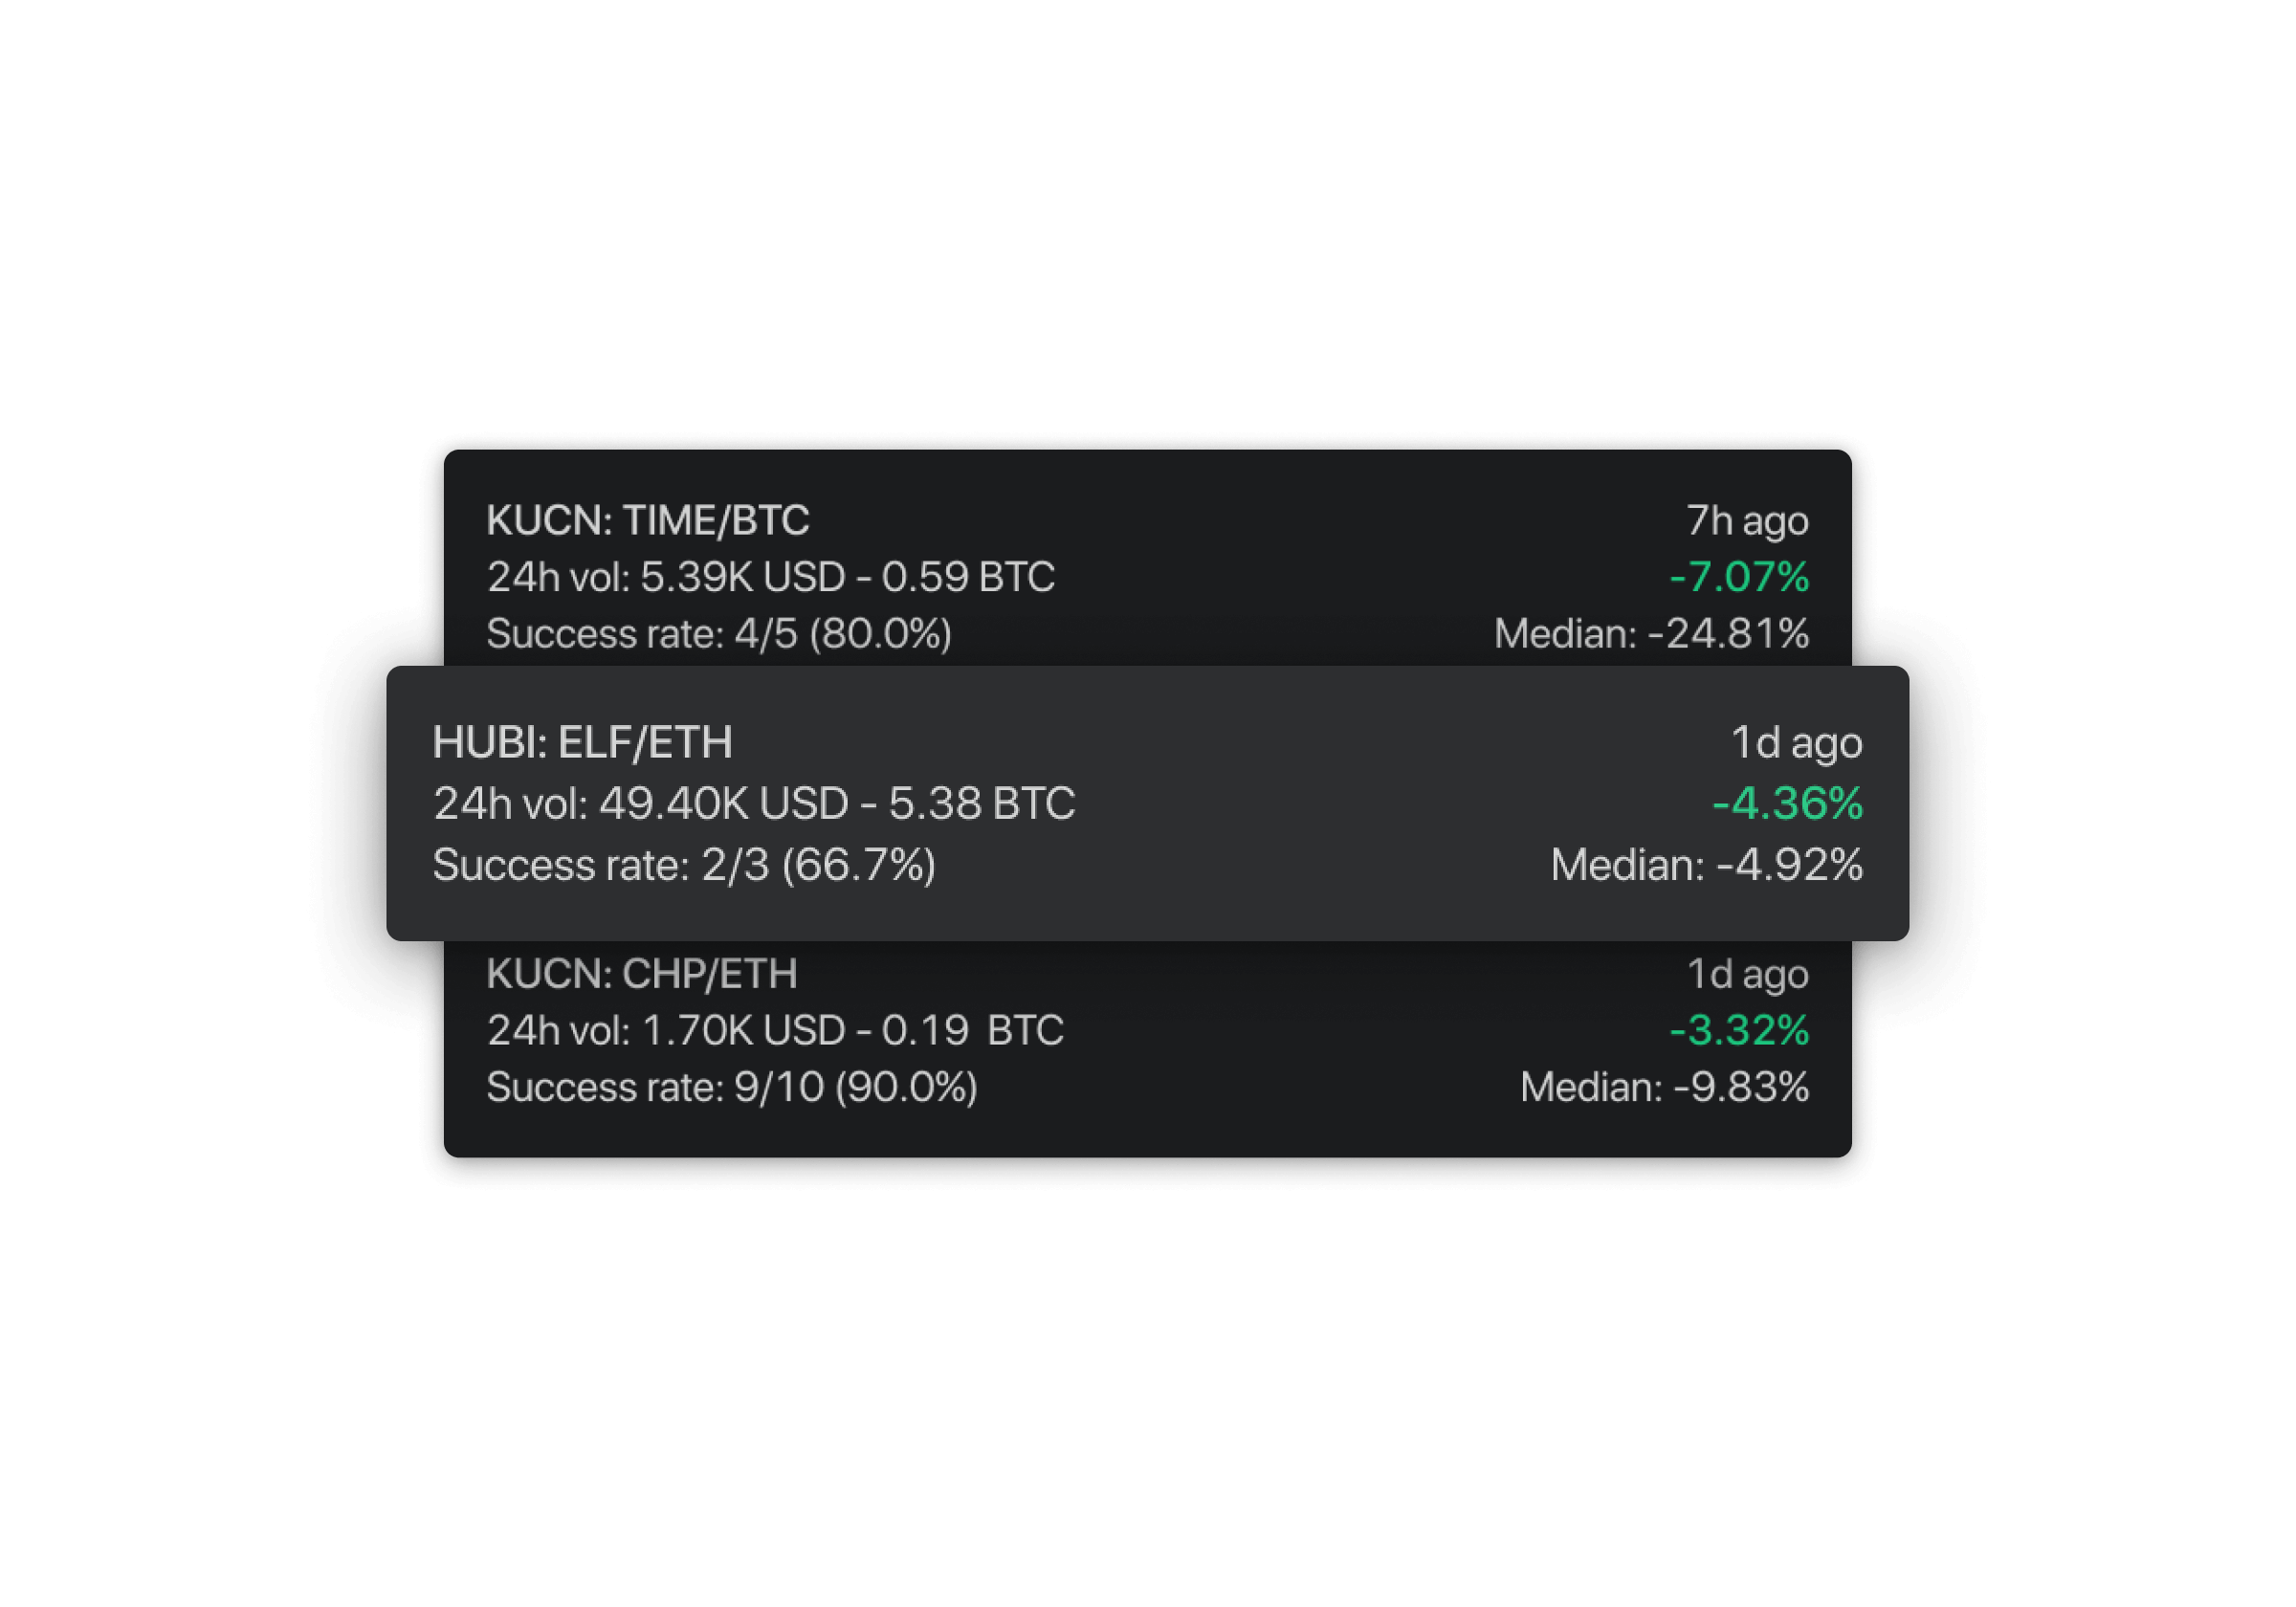 KUCN: TIME/BTC 7h ago
24h vol: 5.39K USD - 0.59 BTC -7.07%
Success rate: 4/5 (80.0%) Median: -24.81%
HUBI: ELF/ETH 1d ago
24h vol: 49.40K USD - 5.38 BTC -4.36%
Success rate: 2/3 (66.7%) Median: -4.92%
KUCN: CHP/ETH 1d ago
24h vol: 1.70K USD - 0.19 BTC -3.32%
Success rate: 9/10 (90.0%) Median: -9.83%